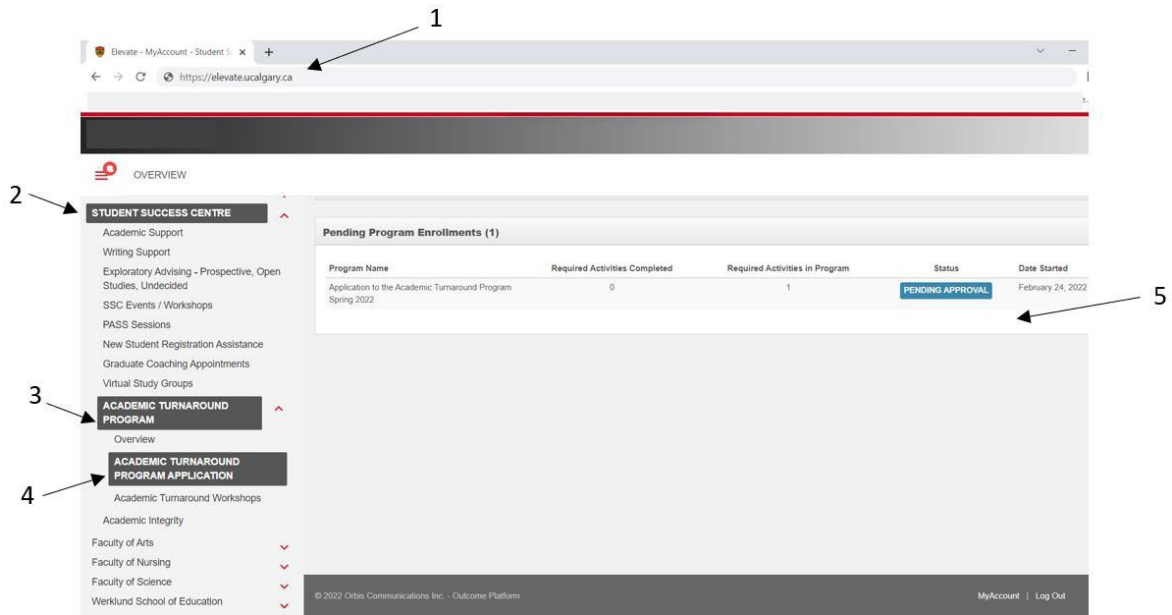 1
Elevate - MyAccount - Student S
https://elevate.ucalgary.ca
OVERVIEW
2
STUDENT SUCCESS CENTRE
Academic Support
Writing Support
Exploratory Advising - Prospective, Open
Studies, Undecided
SSC Events / Workshops
PASS Sessions
New Student Registration Assistance
Graduate Coaching Appointments
Virtual Study Groups
3
ACADEMIC TURNAROUND
PROGRAM
Overview
4
ACADEMIC TURNAROUND
PROGRAM APPLICATION
Academic Turnaround Workshops
Academic Integrity
Faculty of Arts
Faculty of Nursing
Faculty of Science
Werklund School of Education
Pending Program Enrollments (1)
Program Name Required Activities Completed Required Activities in Program Status Date Started
Application to the Academic Turnaround Program 0 1 PENDING APPROVAL February 24, 2022
Spring 2022
5
© 2022 Orbis Communications Inc. - Outcome Platform MyAccount | Log Out